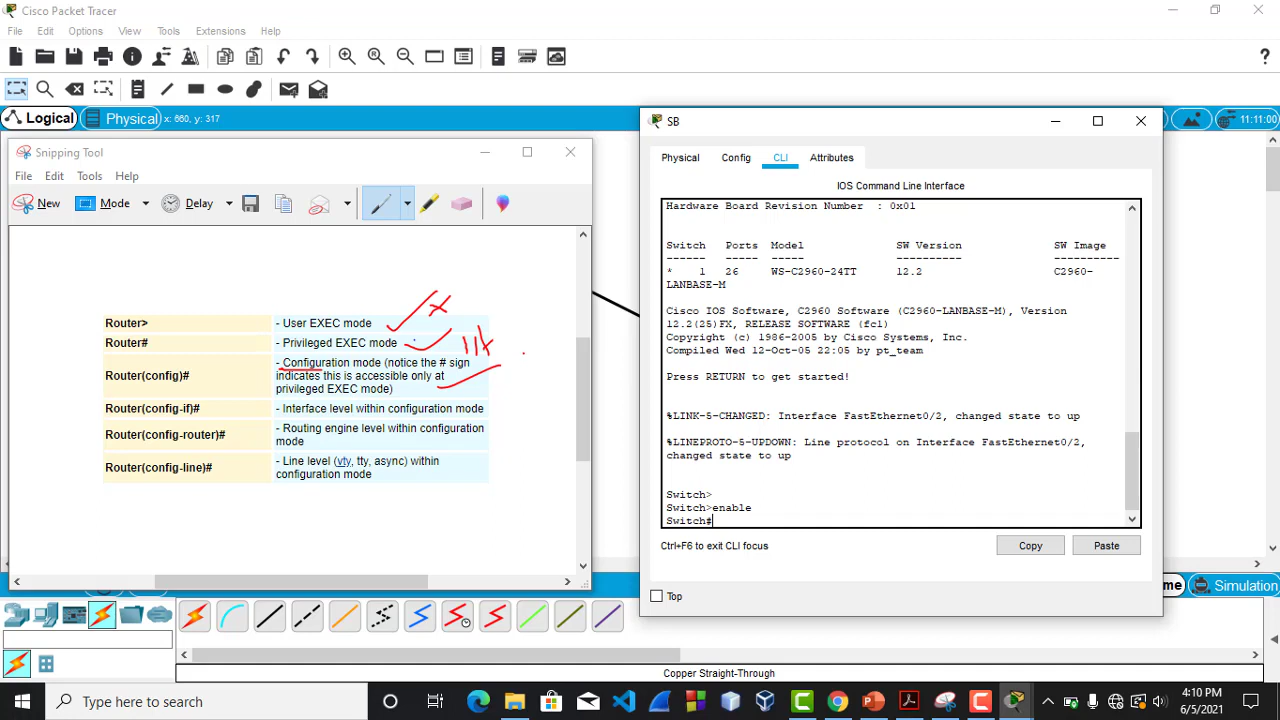 Cisco Packet Tracer
File Edit Options View Tools Extensions Help
Logical
Physical x: 660, y: 317
11:11:00
Snipping Tool
File Edit Tools Help
New Mode Delay
Router> - User EXEC mode
Router# - Privileged EXEC mode
Router(config)# - Configuration mode (notice the # sign
indicates this is accessible only at
privileged EXEC mode)
Router(config-if)# - Interface level within configuration mode
Router(config-router)# - Routing engine level within configuration
mode
Router(config-line)# - Line level (vty, tty, async) within
configuration mode
SB
Physical Config CLI Attributes
IOS Command Line Interface
Hardware Board Revision Number : 0x01
Switch Ports Model SW Version SW Image
------ ----- ----- ---------- ----------
* 1 26 WS-C2960-24TT 12.2 C2960-
LANBASE-M
Cisco IOS Software, C2960 Software (C2960-LANBASE-M), Version
12.2(25)FX, RELEASE SOFTWARE (fc1)
Copyright (c) 1986-2005 by Cisco Systems, Inc.
Compiled Wed 12-Oct-05 22:05 by pt_team
Press RETURN to get started!
%LINK-5-CHANGED: Interface FastEthernet0/2, changed state to up
%LINEPROTO-5-UPDOWN: Line protocol on Interface FastEthernet0/2,
changed state to up
Switch>
Switch>enable
Switch#
Ctrl+F6 to exit CLI focus
Copy Paste
Top
me Simulation
Copper Straight-Through
Type here to search
4:10 PM
6/5/2021